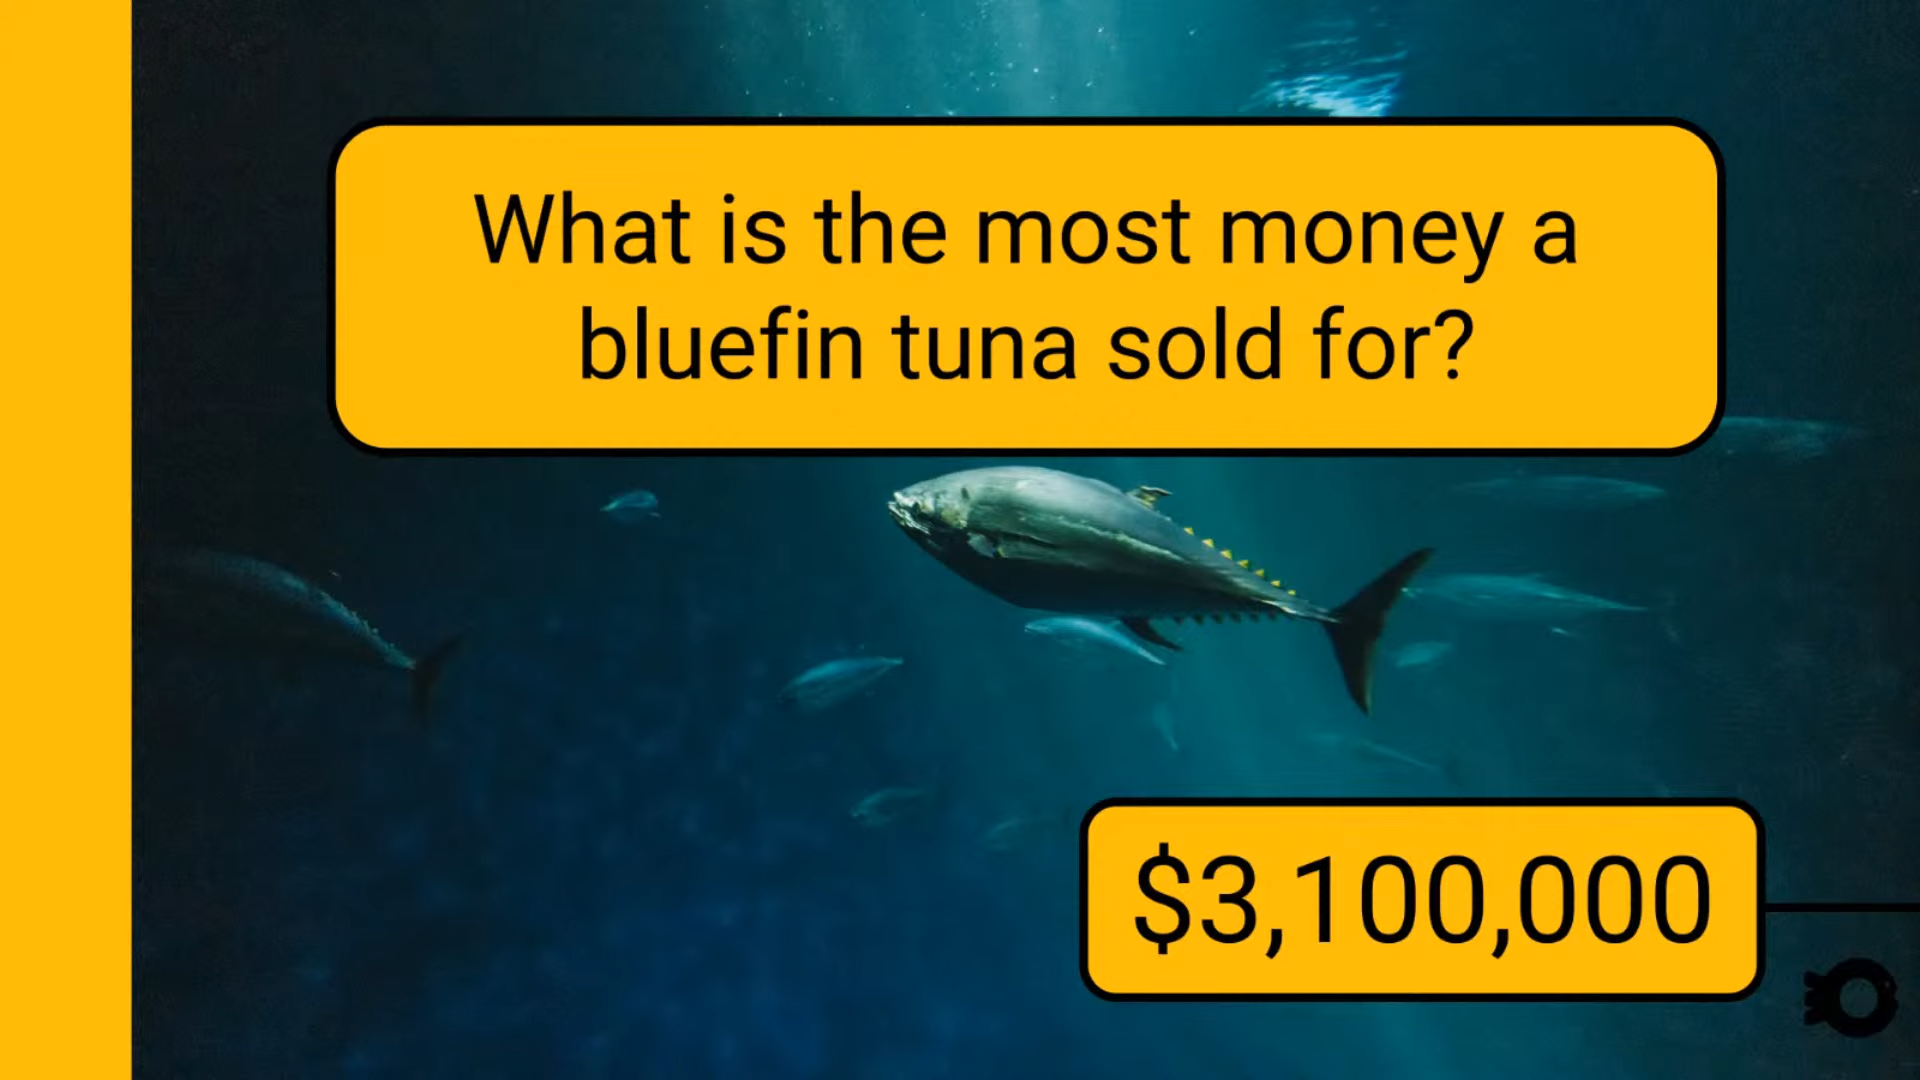 What is the most money a
bluefin tuna sold for?
$3,100,000